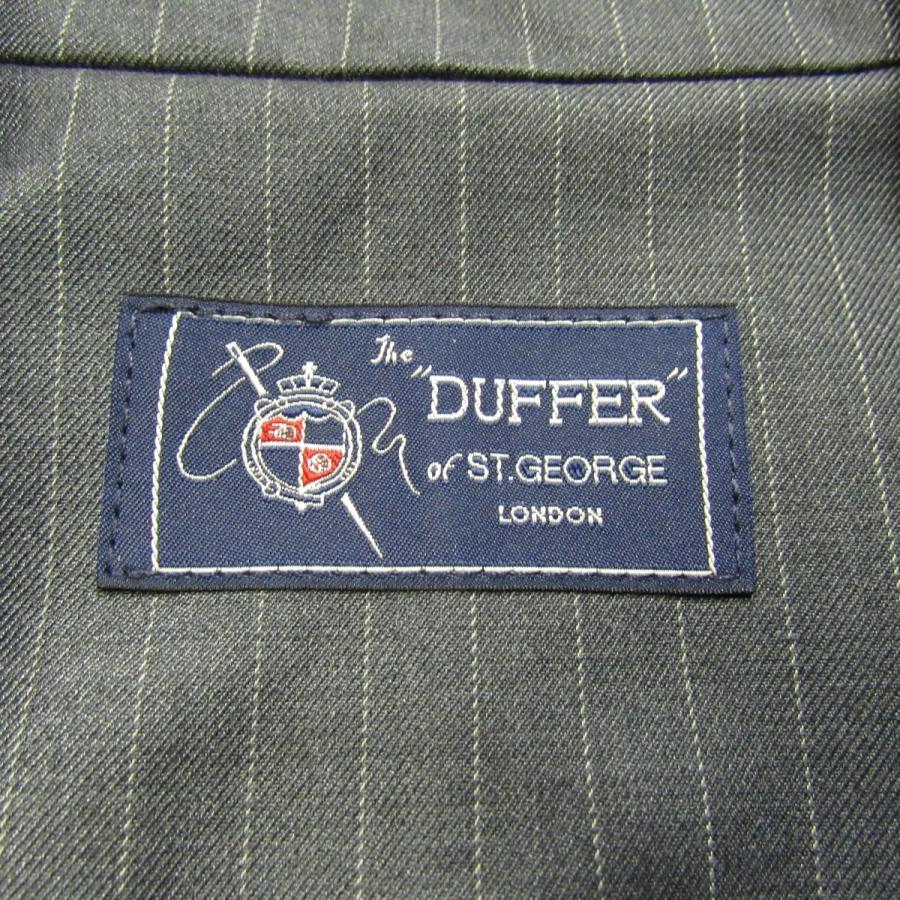 The
"DUFFER"
of ST.GEORGE
LONDON